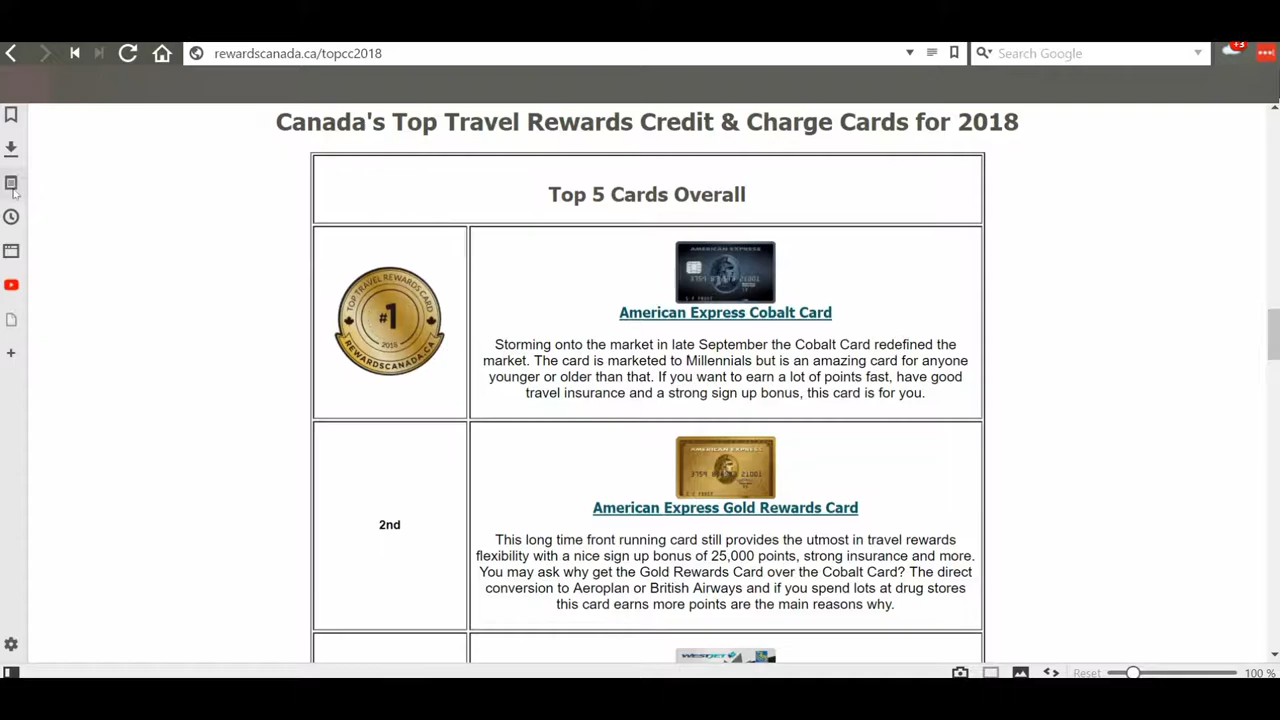 rewardscanada.ca/topcc2018
Search Google
+3
Canada's Top Travel Rewards Credit & Charge Cards for 2018
Top 5 Cards Overall
TOP TRAVEL REWARDS CARD
#1
2018
REWARDSCANADA.CA
AMERICAN EXPRESS
American Express Cobalt Card
Storming onto the market in late September the Cobalt Card redefined the
market. The card is marketed to Millennials but is an amazing card for anyone
younger or older than that. If you want to earn a lot of points fast, have good
travel insurance and a strong sign up bonus, this card is for you.
2nd
AMERICAN EXPRESS
American Express Gold Rewards Card
This long time front running card still provides the utmost in travel rewards
flexibility with a nice sign up bonus of 25,000 points, strong insurance and more.
You may ask why get the Gold Rewards Card over the Cobalt Card? The direct
conversion to Aeroplan or British Airways and if you spend lots at drug stores
this card earns more points are the main reasons why.
WESTJET
Reset
100 %